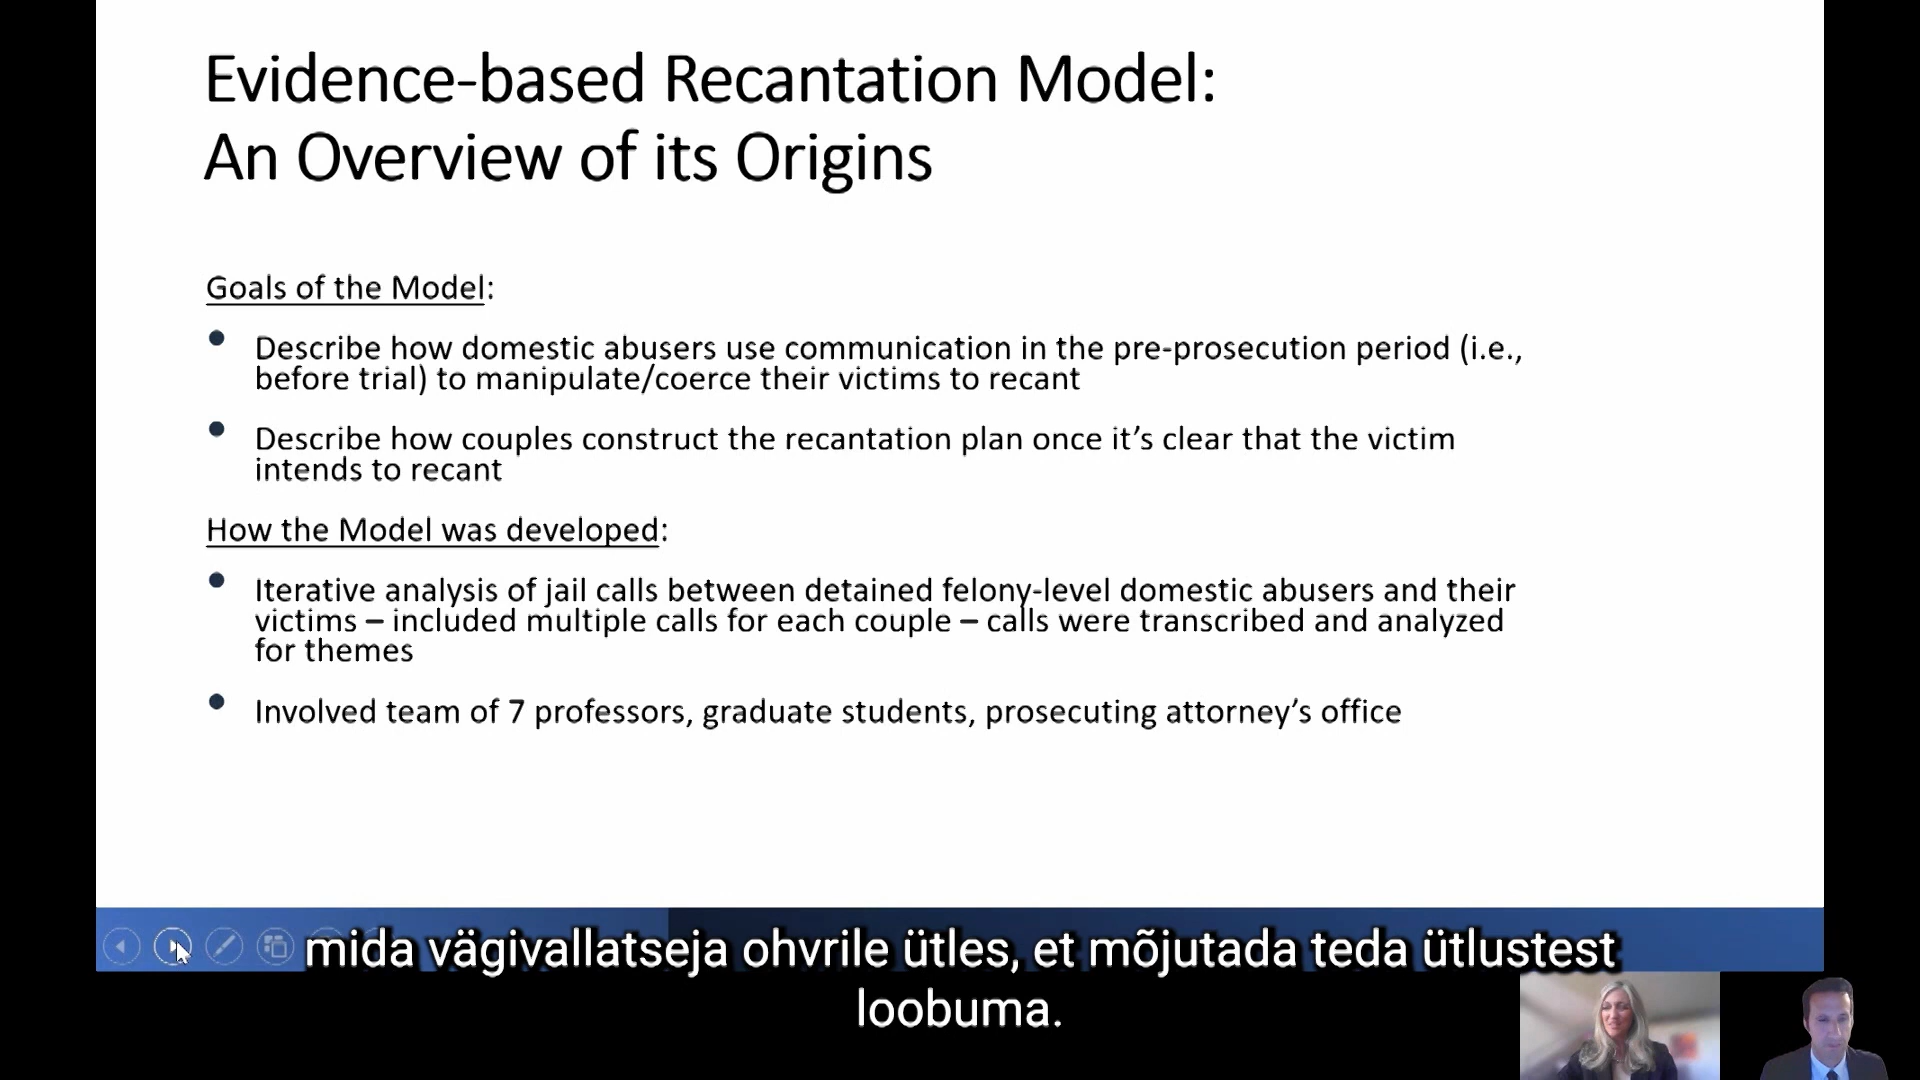 Evidence-based Recantation Model:
An Overview of its Origins
Goals of the Model:
• Describe how domestic abusers use communication in the pre-prosecution period (i.e.,
before trial) to manipulate/coerce their victims to recant
• Describe how couples construct the recantation plan once it’s clear that the victim
intends to recant
How the Model was developed:
• Iterative analysis of jail calls between detained felony-level domestic abusers and their
victims – included multiple calls for each couple – calls were transcribed and analyzed
for themes
• Involved team of 7 professors, graduate students, prosecuting attorney’s office
mida vägivallatseja ohvrile ütles, et mõjutada teda ütlustest
loobuma.